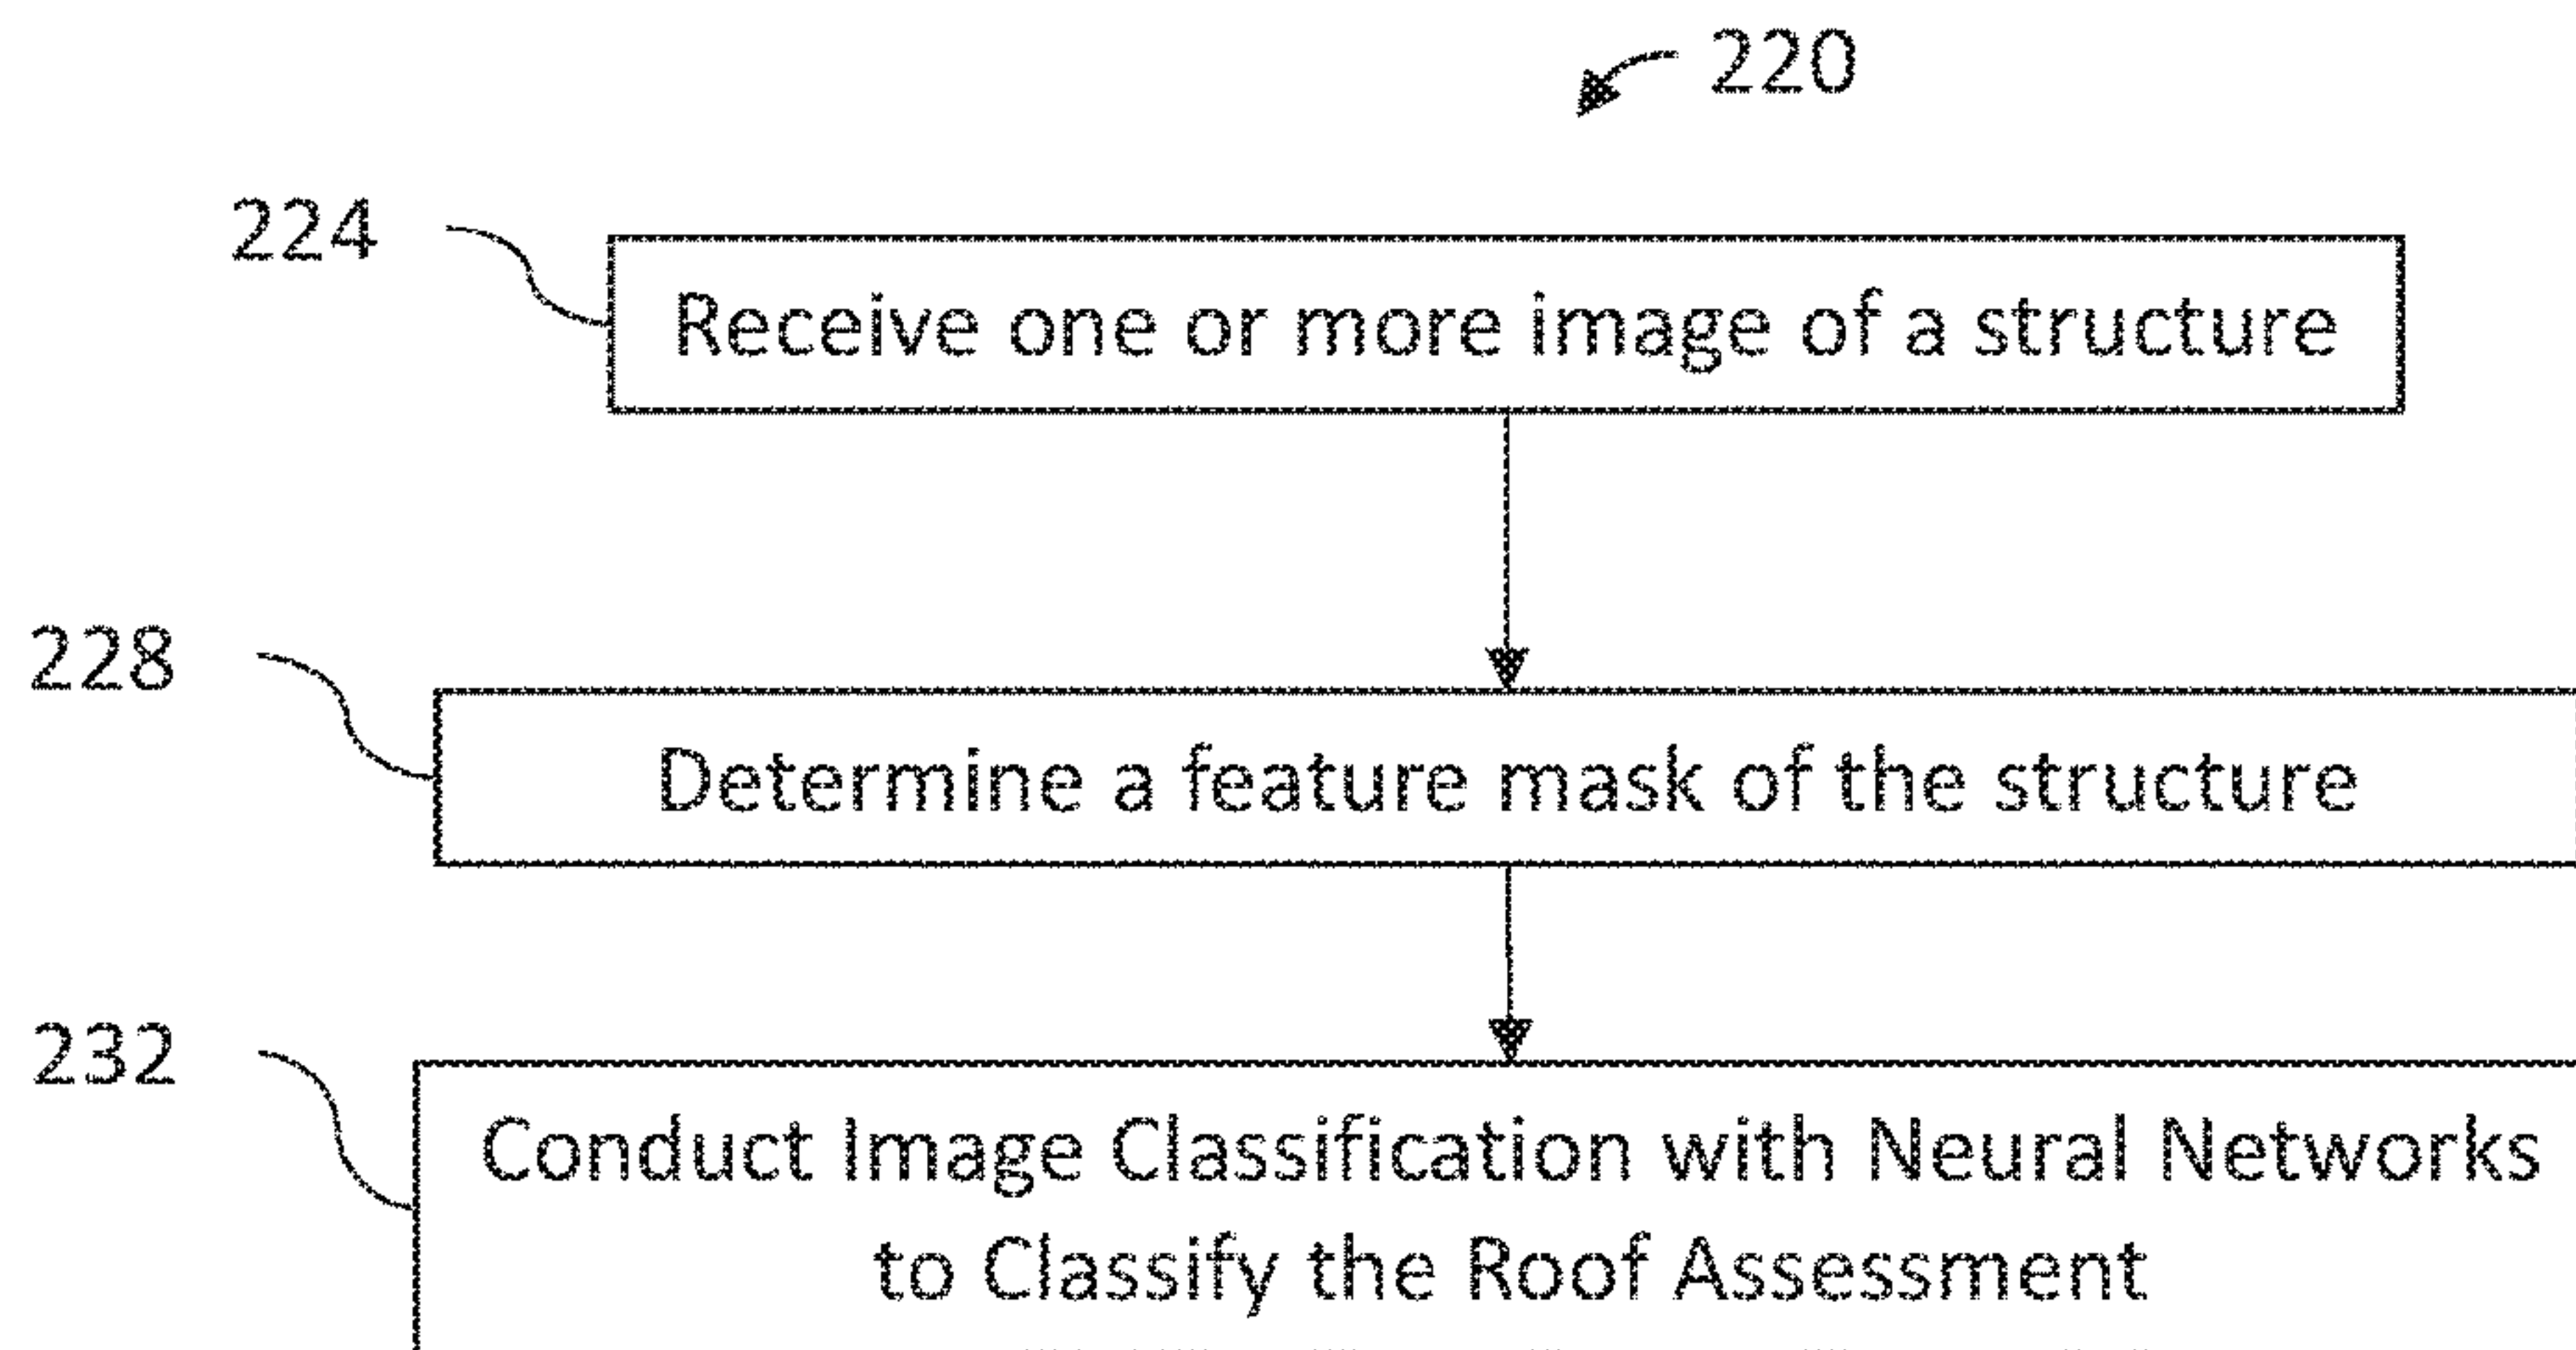 220
224
Receive one or more image of a structure
228
Determine a feature mask of the structure
232
Conduct Image Classification with Neural Networks
to Classify the Roof Assessment